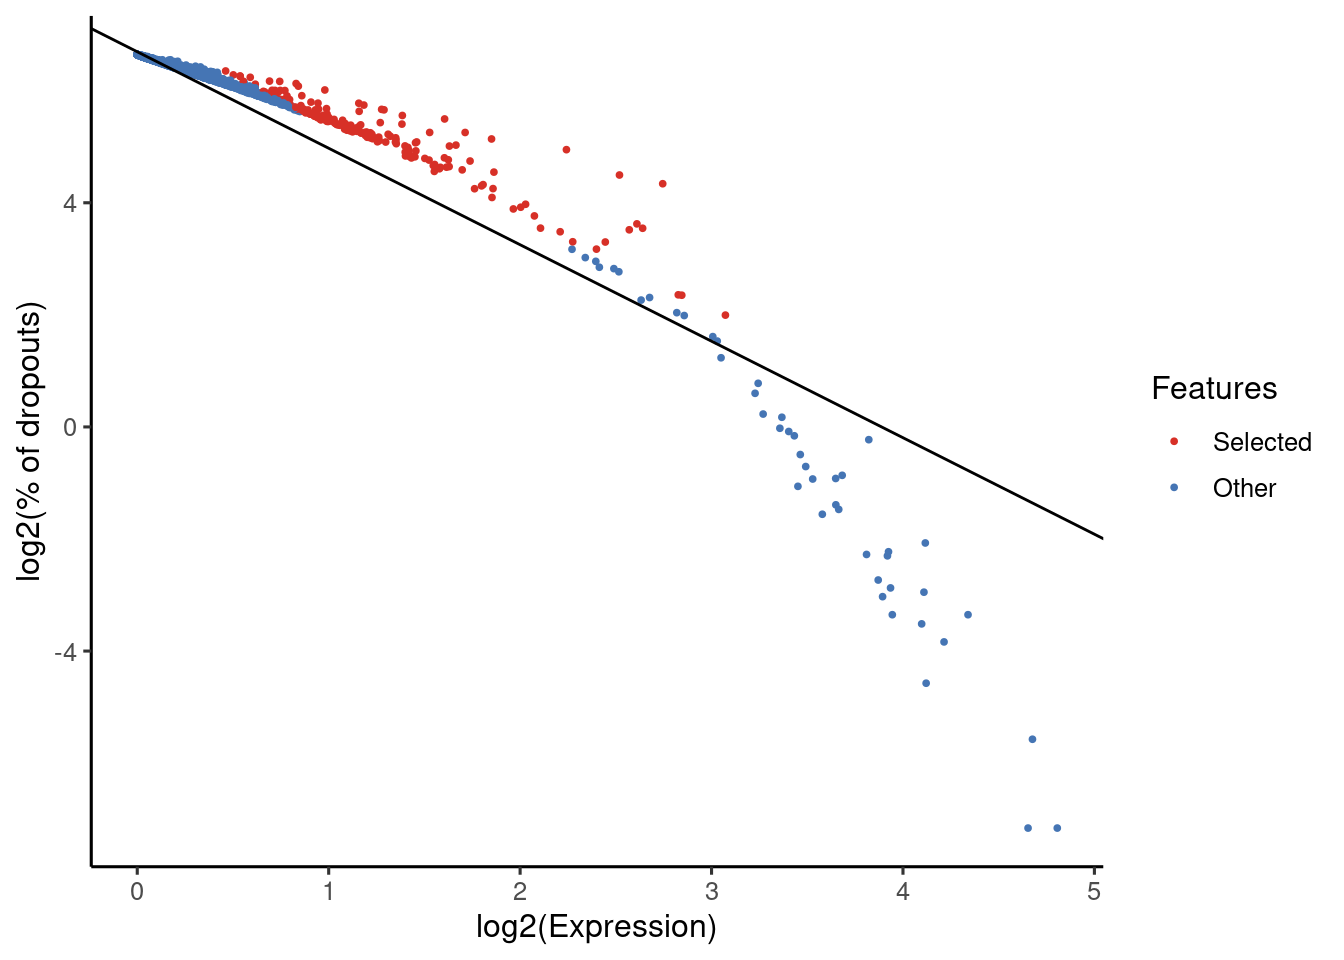 log2(% of dropouts)
4
0
-4
0 1 2 3 4 5
log2(Expression)
Features
Selected
Other